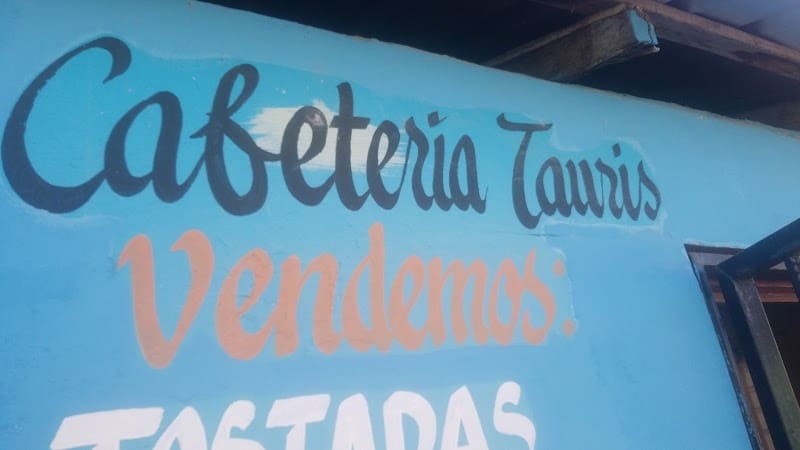 Cafeteria Tauris
Vendemos:
TOSTADAS